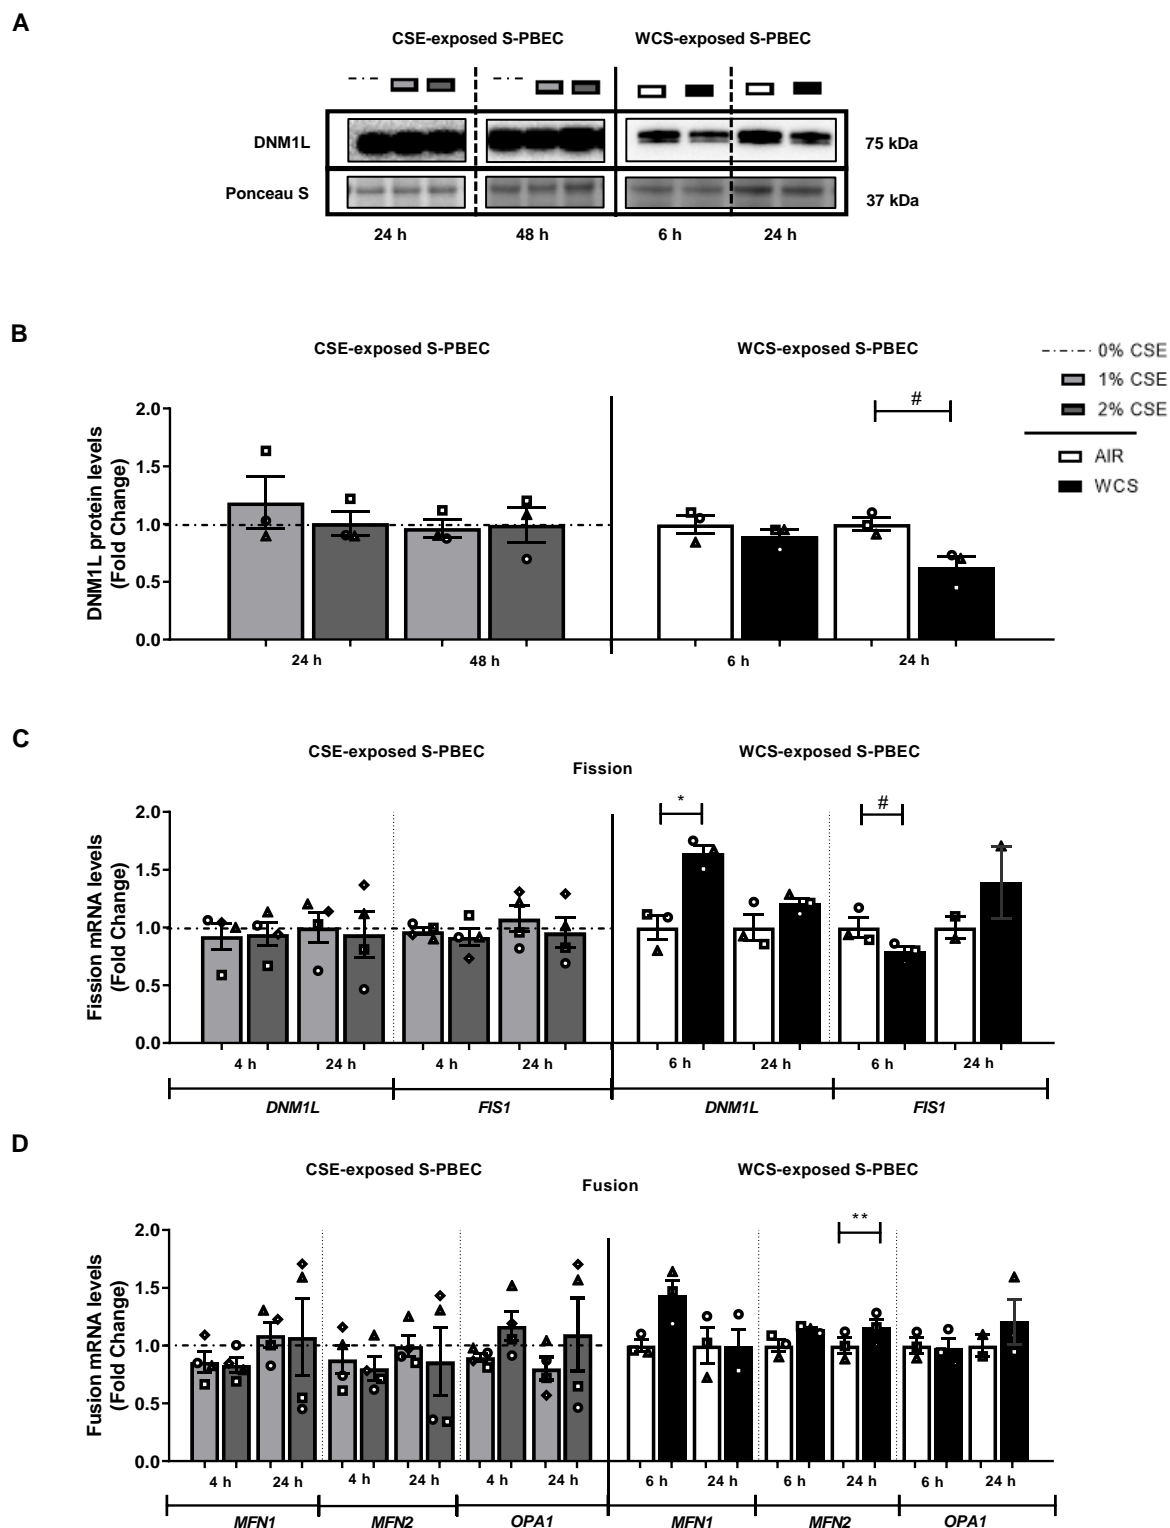 A
CSE-exposed S-PBEC WCS-exposed S-PBEC
DNM1L 75 kDa
Ponceau S 37 kDa
24 h 48 h 6 h 24 h
B
CSE-exposed S-PBEC WCS-exposed S-PBEC
0% CSE
1% CSE
2% CSE
AIR
WCS
#
DNM1L protein levels
(Fold Change)
2.0
1.5
1.0
0.5
0.0
24 h 48 h 6 h 24 h
C
CSE-exposed S-PBEC WCS-exposed S-PBEC
Fission
* #
Fission mRNA levels
(Fold Change)
2.0
1.5
1.0
0.5
0.0
4 h 24 h 4 h 24 h 6 h 24 h 6 h 24 h
DNM1L FIS1 DNM1L FIS1
D
CSE-exposed S-PBEC WCS-exposed S-PBEC
Fusion
**
Fusion mRNA levels
(Fold Change)
2.0
1.5
1.0
0.5
0.0
4 h 24 h 4 h 24 h 4 h 24 h 6 h 24 h 6 h 24 h 6 h 24 h
MFN1 MFN2 OPA1 MFN1 MFN2 OPA1